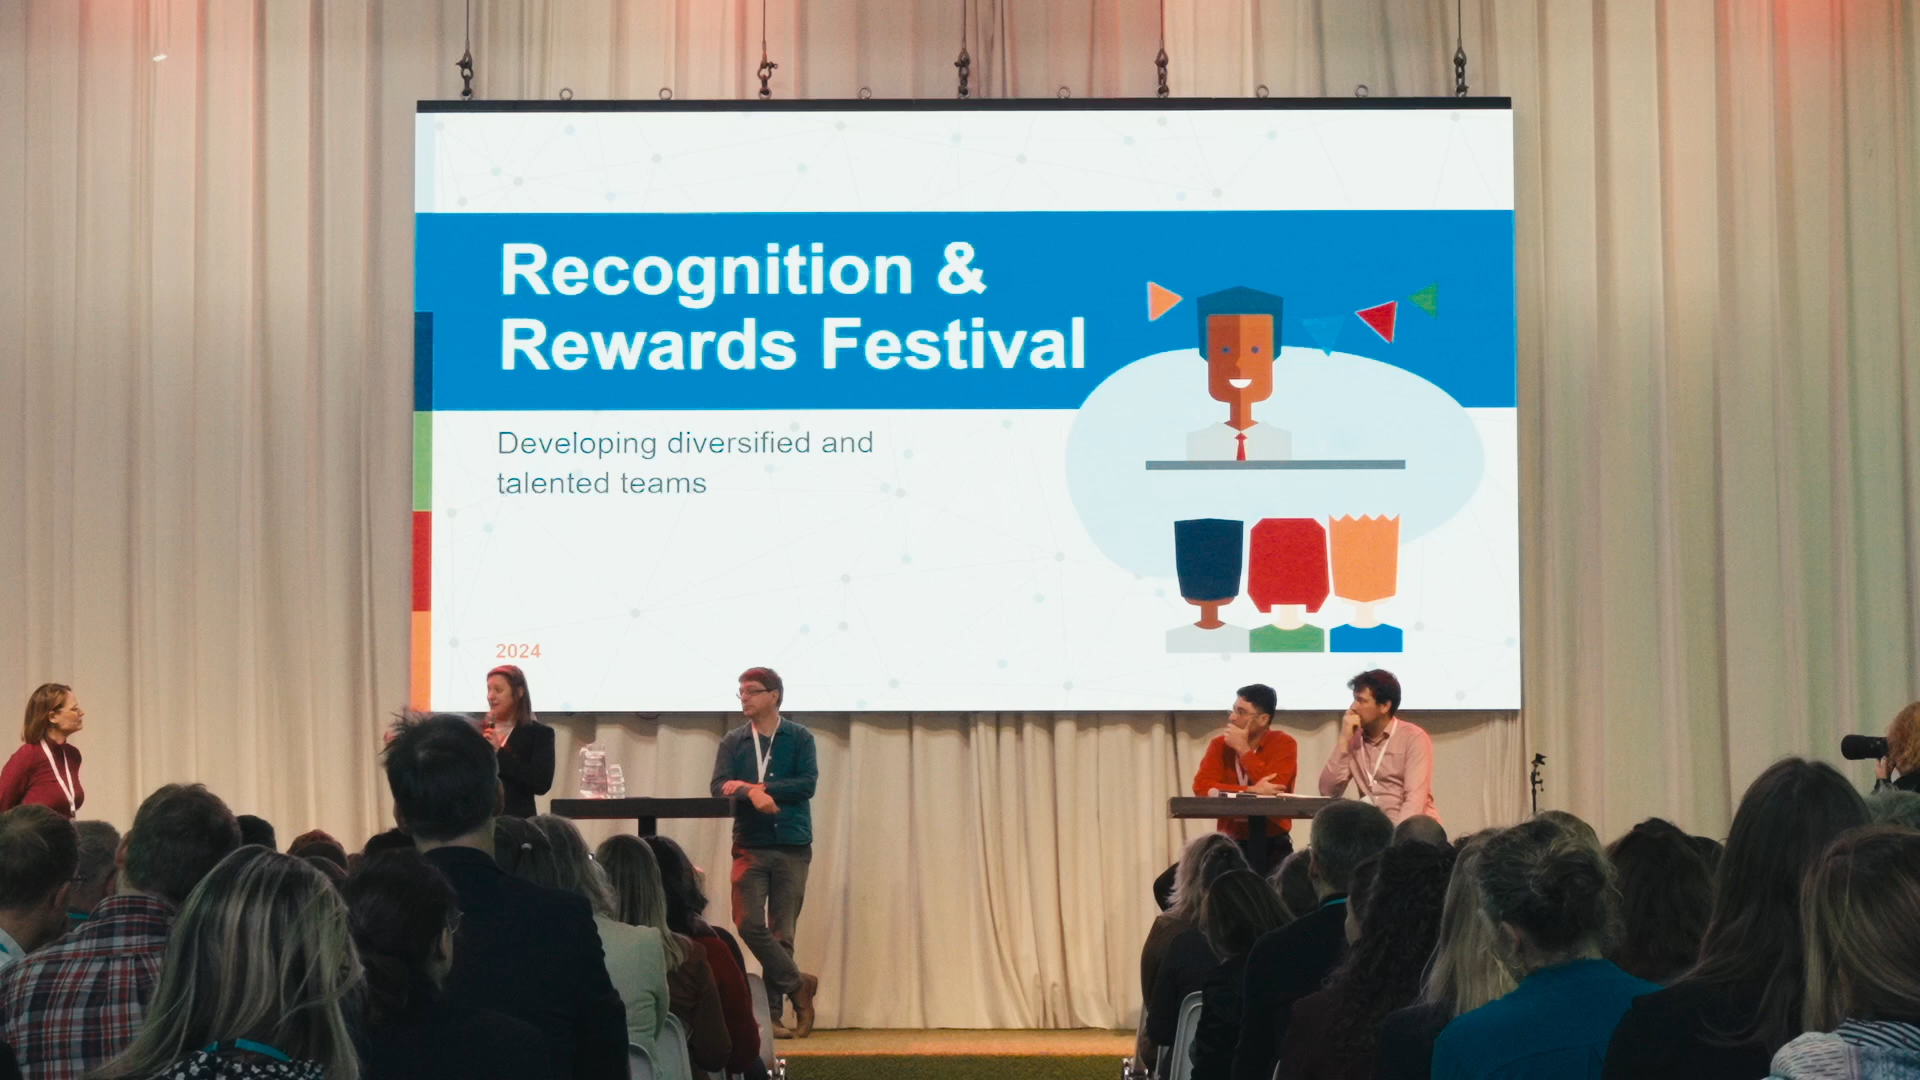 Recognition &
Rewards Festival
Developing diversified and
talented teams
2024